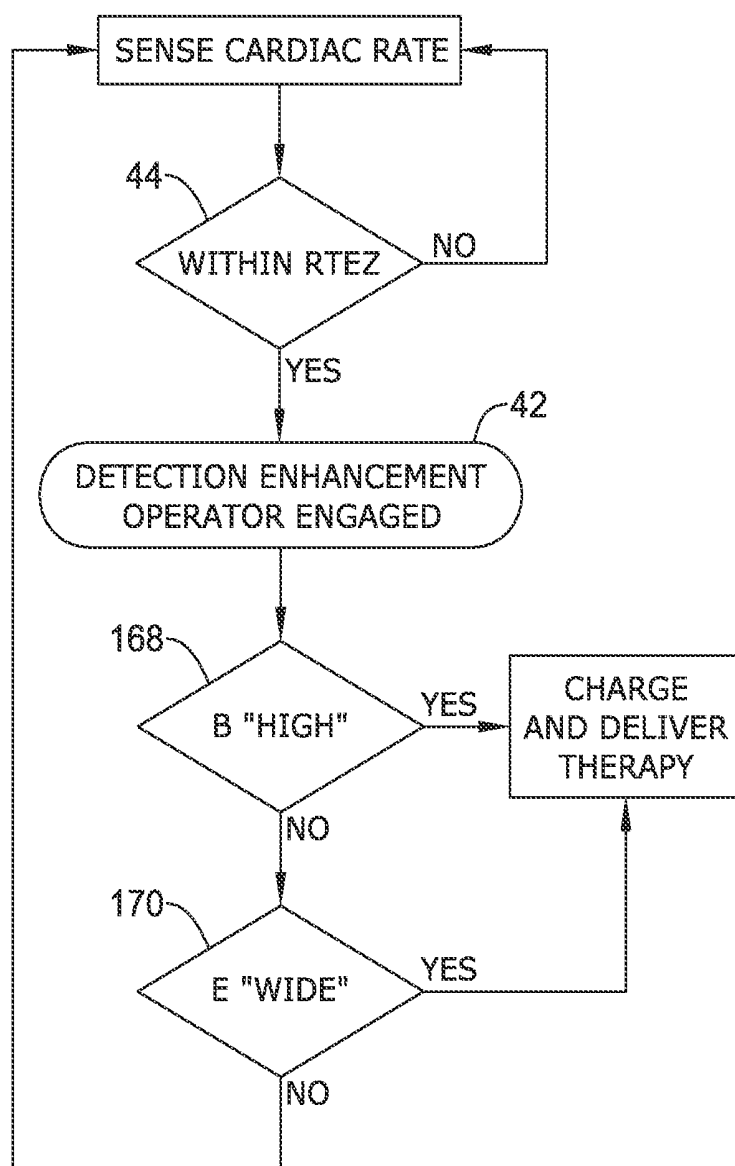 SENSE CARDIAC RATE
44
WITHIN RTEZ
NO
YES
42
DETECTION ENHANCEMENT
OPERATOR ENGAGED
168
B "HIGH"
YES
CHARGE
AND DELIVER
THERAPY
NO
170
E "WIDE"
YES
NO